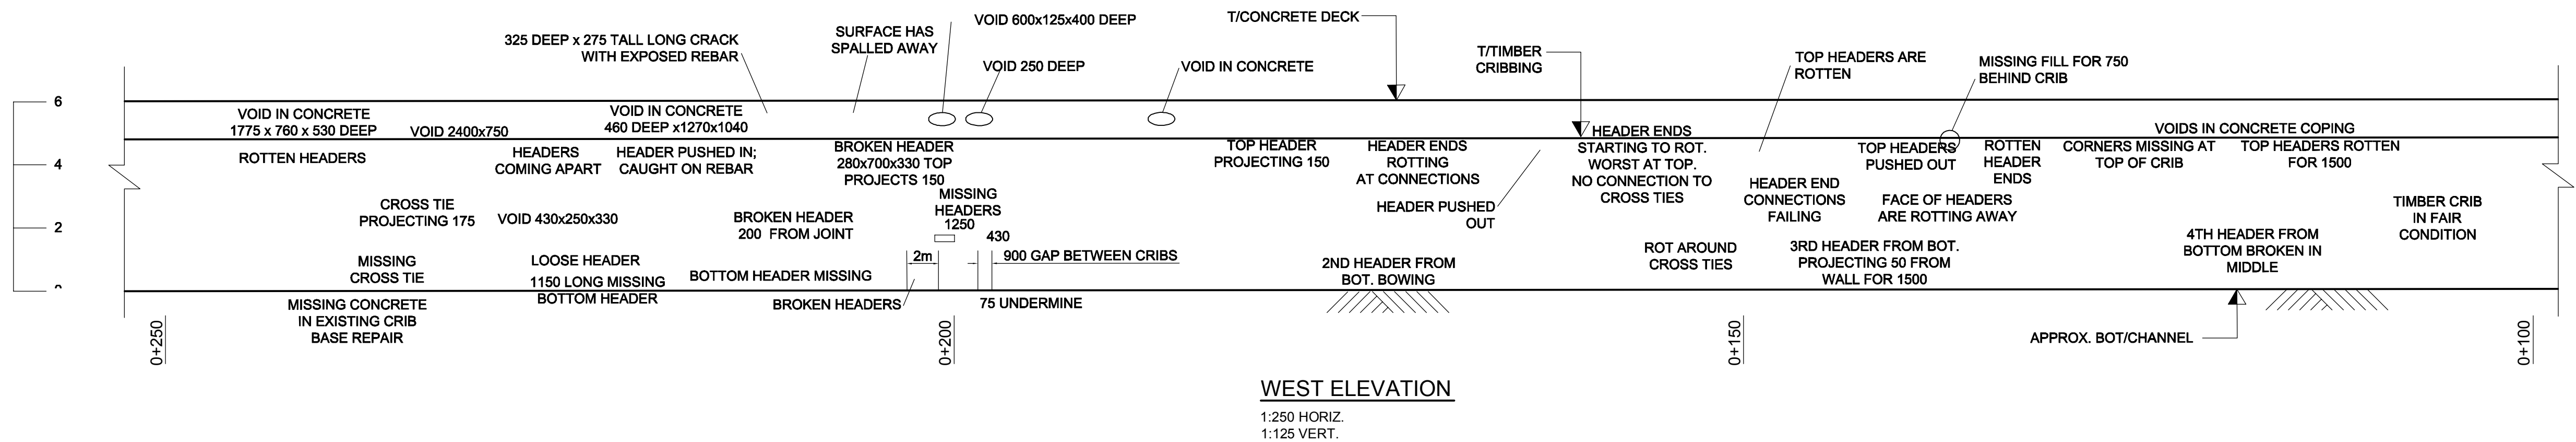 VOID 600x125x400 DEEP
T/CONCRETE DECK
325 DEEP x 275 TALL LONG CRACK
WITH EXPOSED REBAR
SURFACE HAS
SPALLED AWAY
VOID 250 DEEP
VOID IN CONCRETE
T/TIMBER
CRIBBING
TOP HEADERS ARE
ROTTEN
MISSING FILL FOR 750
BEHIND CRIB
6
4
2
VOID IN CONCRETE
1775 x 760 x 530 DEEP
VOID 2400x750
VOID IN CONCRETE
460 DEEP x1270x1040
ROTTEN HEADERS
HEADERS
COMING APART
HEADER PUSHED IN;
CAUGHT ON REBAR
BROKEN HEADER
280x700x330 TOP
PROJECTS 150
TOP HEADER
PROJECTING 150
HEADER ENDS
ROTTING
AT CONNECTIONS
HEADER ENDS
STARTING TO ROT.
WORST AT TOP.
NO CONNECTION TO
CROSS TIES
TOP HEADERS
PUSHED OUT
ROTTEN
HEADER
ENDS
VOIDS IN CONCRETE COPING
CORNERS MISSING AT
TOP OF CRIB
TOP HEADERS ROTTEN
FOR 1500
CROSS TIE
PROJECTING 175
VOID 430x250x330
BROKEN HEADER
200 FROM JOINT
MISSING
HEADERS
1250
430
HEADER PUSHED
OUT
HEADER END
CONNECTIONS
FAILING
FACE OF HEADERS
ARE ROTTING AWAY
TIMBER CRIB
IN FAIR
CONDITION
MISSING
CROSS TIE
LOOSE HEADER
1150 LONG MISSING
BOTTOM HEADER
BOTTOM HEADER MISSING
2m
900 GAP BETWEEN CRIBS
2ND HEADER FROM
BOT. BOWING
ROT AROUND
CROSS TIES
3RD HEADER FROM BOT.
PROJECTING 50 FROM
WALL FOR 1500
4TH HEADER FROM
BOTTOM BROKEN IN
MIDDLE
MISSING CONCRETE
IN EXISTING CRIB
BASE REPAIR
BROKEN HEADERS
75 UNDERMINE
APPROX. BOT/CHANNEL
0+250
0+200
0+150
0+100
WEST ELEVATION
1:250 HORIZ.
1:125 VERT.